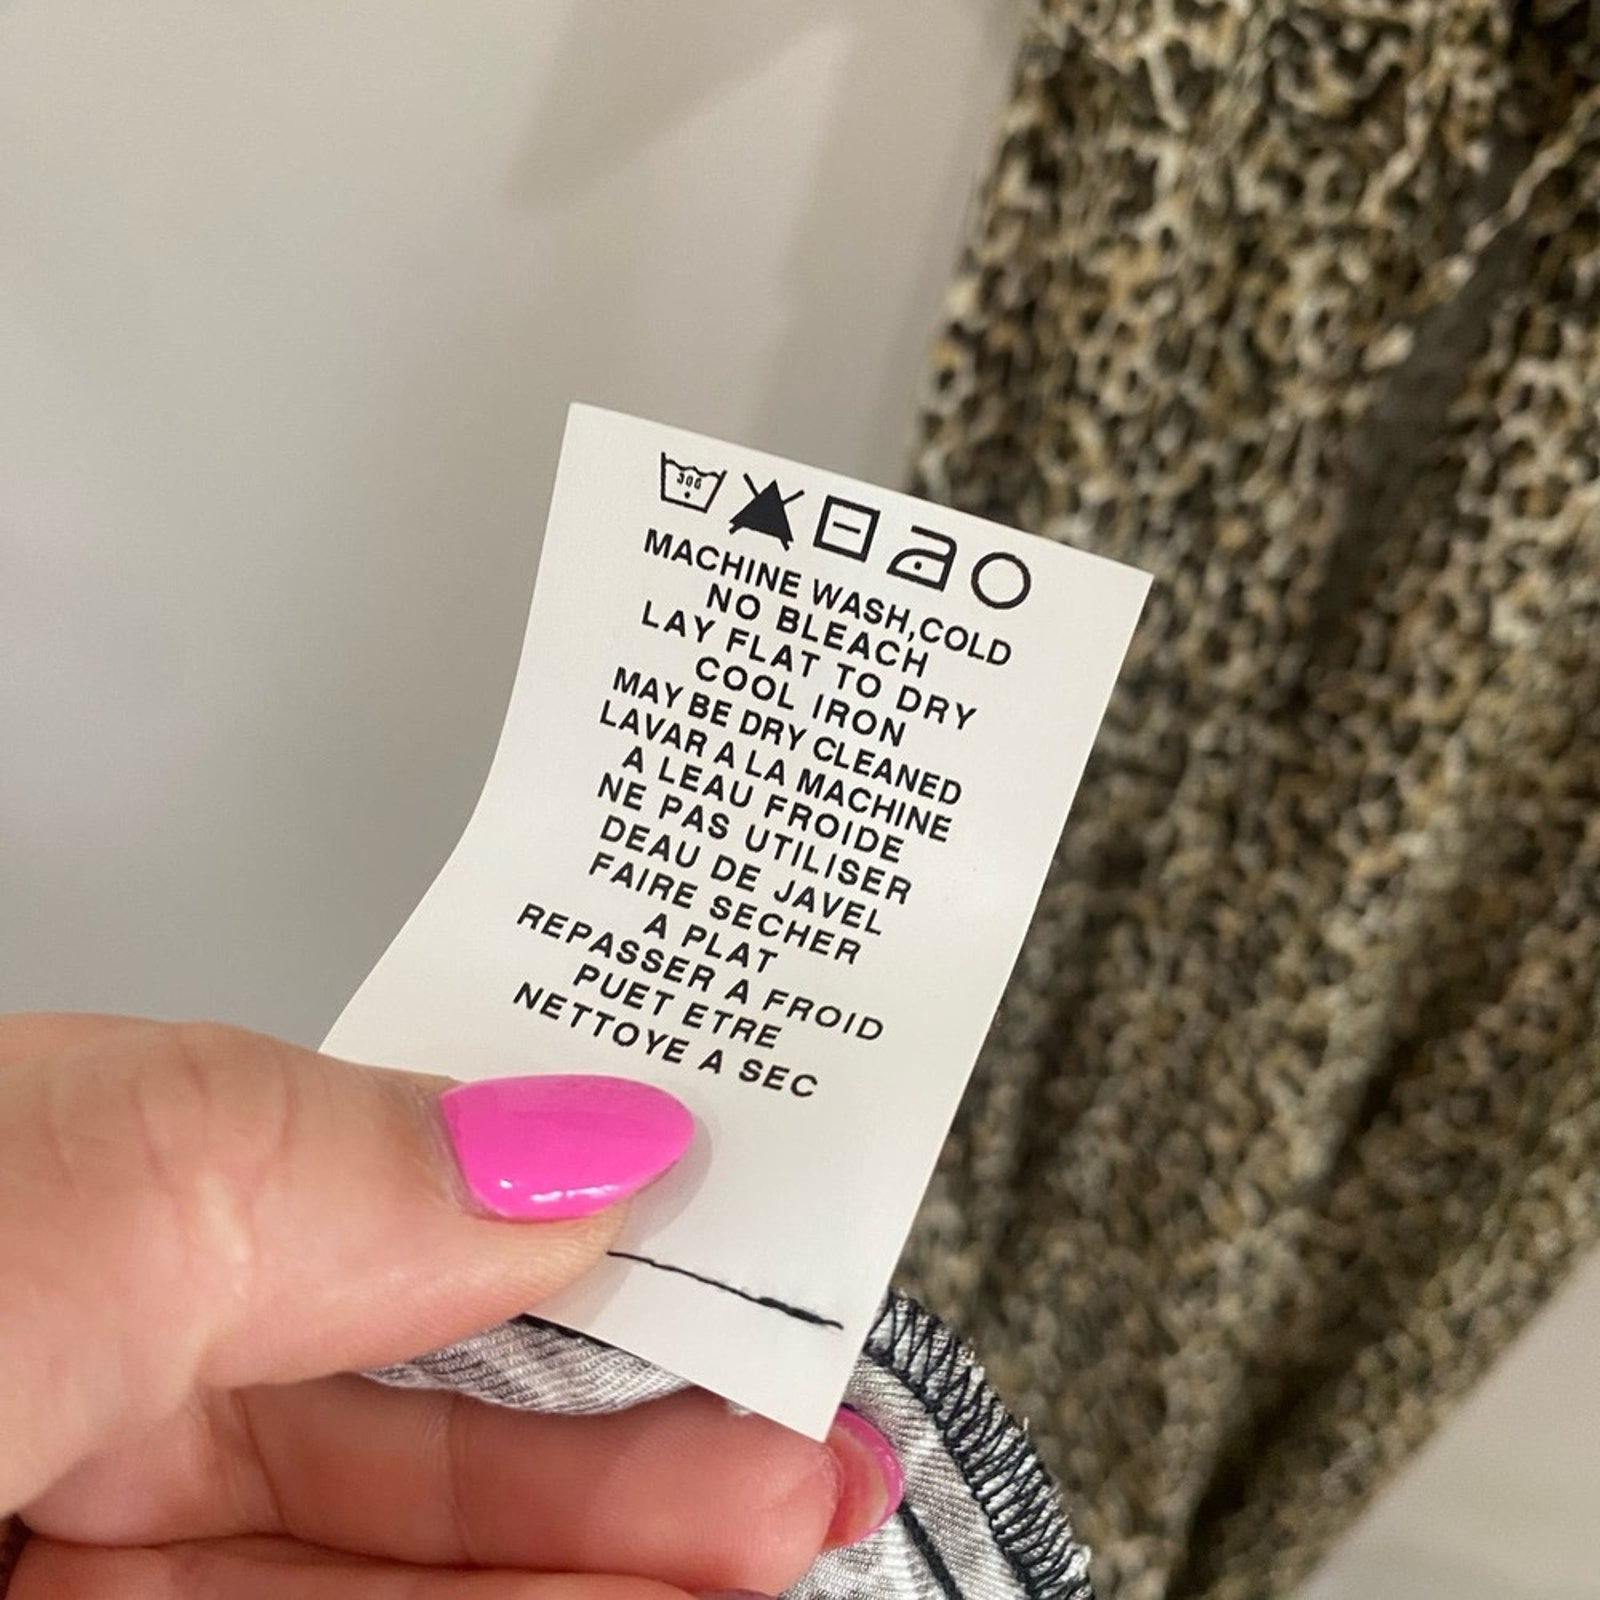 30G
MACHINE WASH,COLD
NO BLEACH
LAY FLAT TO DRY
COOL IRON
MAY BE DRY CLEANED
LAVAR A LA MACHINE
A LEAU FROIDE
NE PAS UTILISER
DEAU DE JAVEL
FAIRE SECHER
A PLAT
REPASSER A FROID
PUET ETRE
NETTOYE A SEC